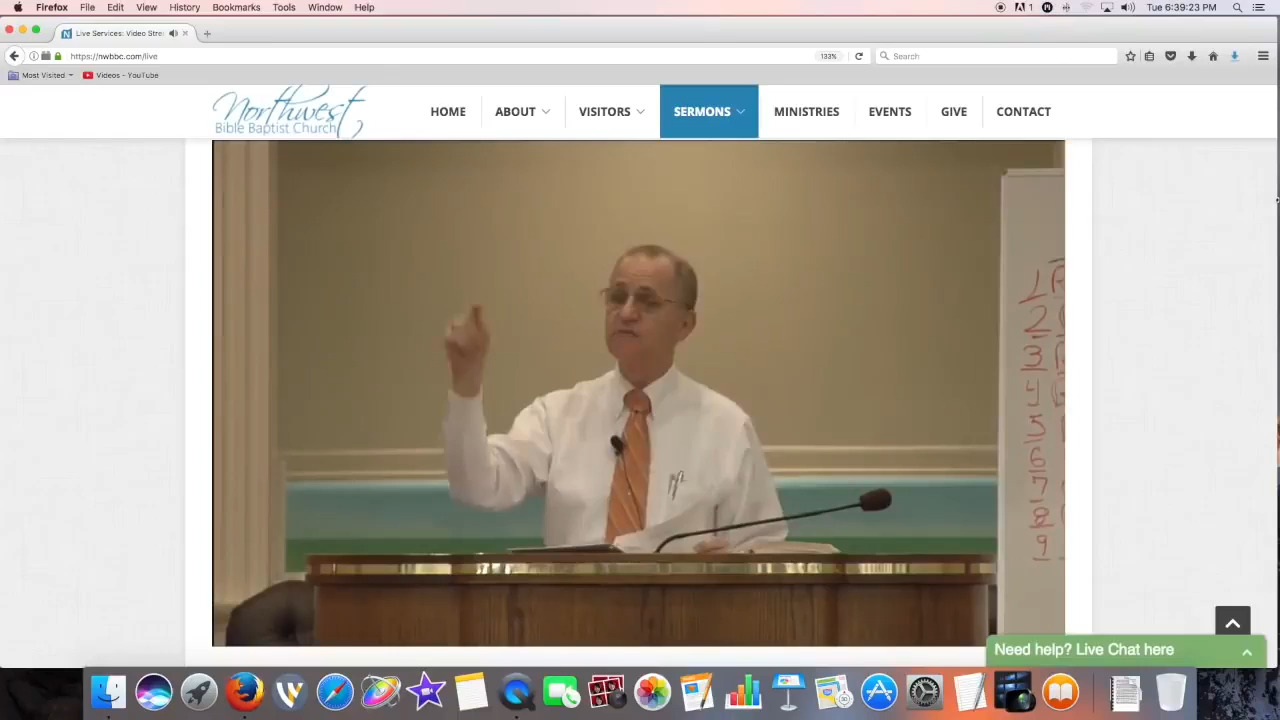 Firefox File Edit View History Bookmarks Tools Window Help 1 Tue 6:39:23 PM
Live Services: Video Stre
https://nwbbc.com/live 133% Search
Most Visited Videos - YouTube
Northwest
Bible Baptist Church
HOME ABOUT VISITORS SERMONS MINISTRIES EVENTS GIVE CONTACT
1
2
3
4
5
6
7
8
9
Need help? Live Chat here